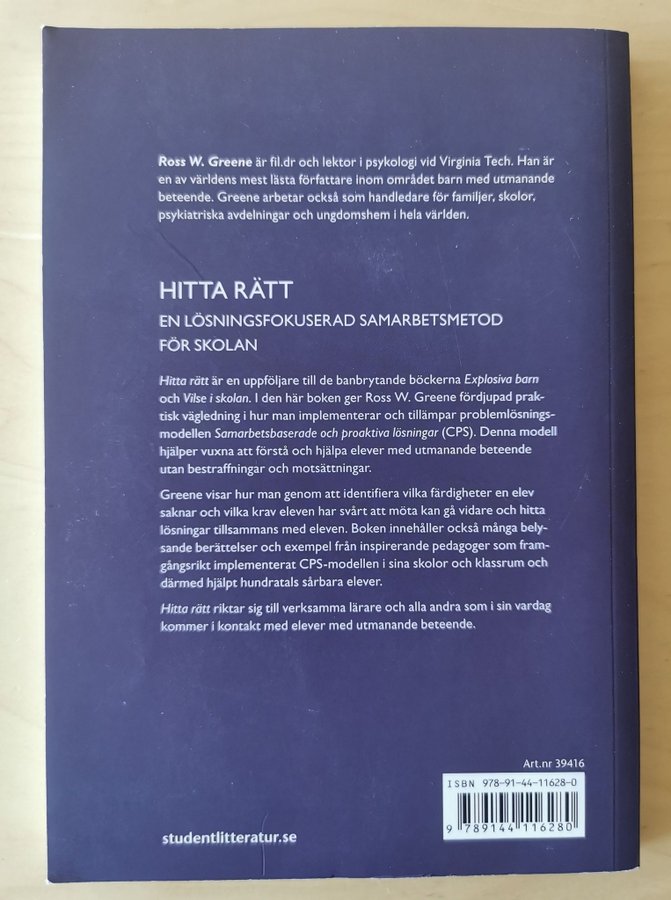 Ross W. Greene är fil.dr och lektor i psykologi vid Virginia Tech. Han är
en av världens mest lästa författare inom området barn med utmanande
beteende. Greene arbetar också som handledare för familjer, skolor,
psykiatriska avdelningar och ungdomshem i hela världen.
HITTA RÄTT
EN LÖSNINGSFOKUSERAD SAMARBETSMETOD
FÖR SKOLAN
Hitta rätt är en uppföljare till de banbrytande böckerna Explosiva barn
och Vilse i skolan. I den här boken ger Ross W. Greene fördjupad prak-
tisk vägledning i hur man implementerar och tillämpar problemlösnings-
modellen Samarbetsbaserade och proaktiva lösningar (CPS). Denna modell
hjälper vuxna att förstå och hjälpa elever med utmanande beteende
utan bestraffningar och motsättningar.
Greene visar hur man genom att identifiera vilka färdigheter en elev
saknar och vilka krav eleven har svårt att möta kan gå vidare och hitta
lösningar tillsammans med eleven. Boken innehåller också många bely-
sande berättelser och exempel från inspirerande pedagoger som fram-
gångsrikt implementerat CPS-modellen i sina skolor och klassrum och
därmed hjälpt hundratals sårbara elever.
Hitta rätt riktar sig till verksamma lärare och alla andra som i sin vardag
kommer i kontakt med elever med utmanande beteende.
Art.nr 39416
ISBN 978-91-44-11628-0
9 789144 116280
studentlitteratur.se